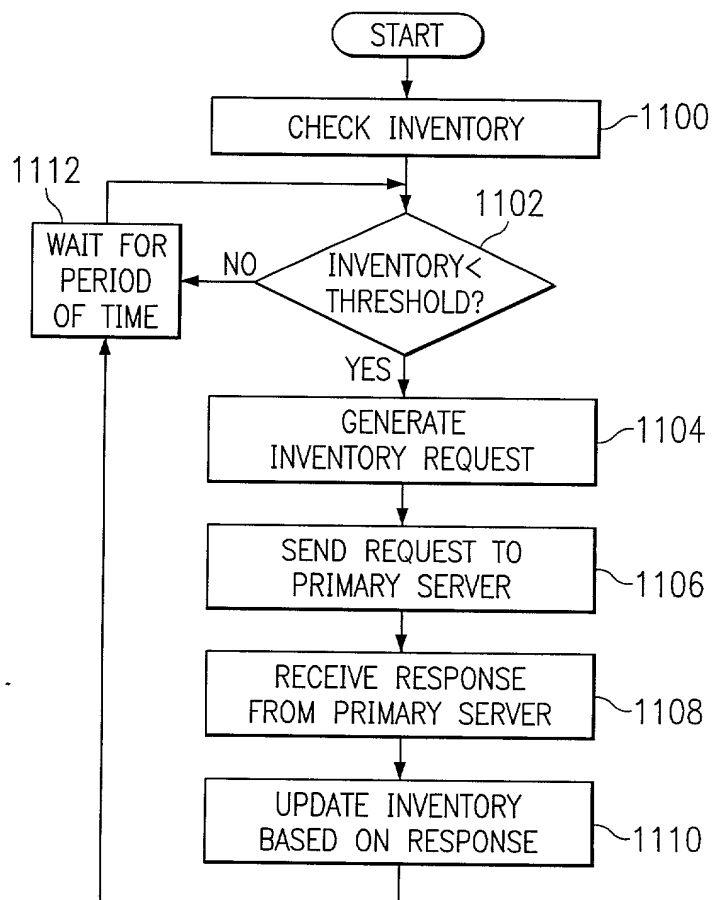 START
CHECK INVENTORY
1100
1112
1102
WAIT FOR
PERIOD
OF TIME
NO
INVENTORY<
THRESHOLD?
YES
GENERATE
INVENTORY REQUEST
1104
SEND REQUEST TO
PRIMARY SERVER
1106
RECEIVE RESPONSE
FROM PRIMARY SERVER
1108
UPDATE INVENTORY
BASED ON RESPONSE
1110